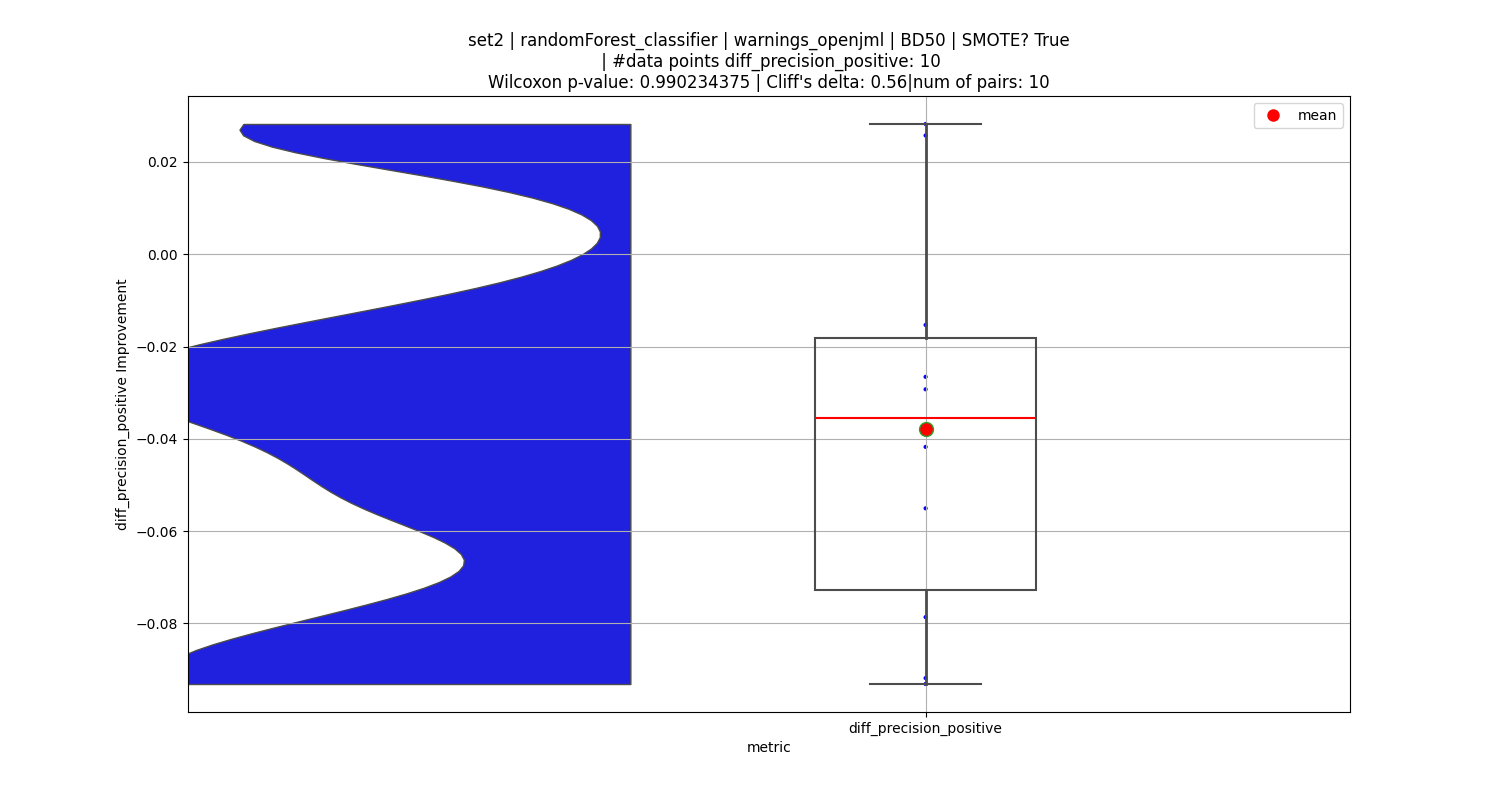 set2 | randomForest_classifier | warnings_openjml | BD50 | SMOTE? True
| #data points diff_precision_positive: 10
Wilcoxon p-value: 0.990234375 | Cliff's delta: 0.56|num of pairs: 10
mean
0.02
0.00
−0.02
−0.04
−0.06
−0.08
diff_precision_positive Improvement
diff_precision_positive
metric